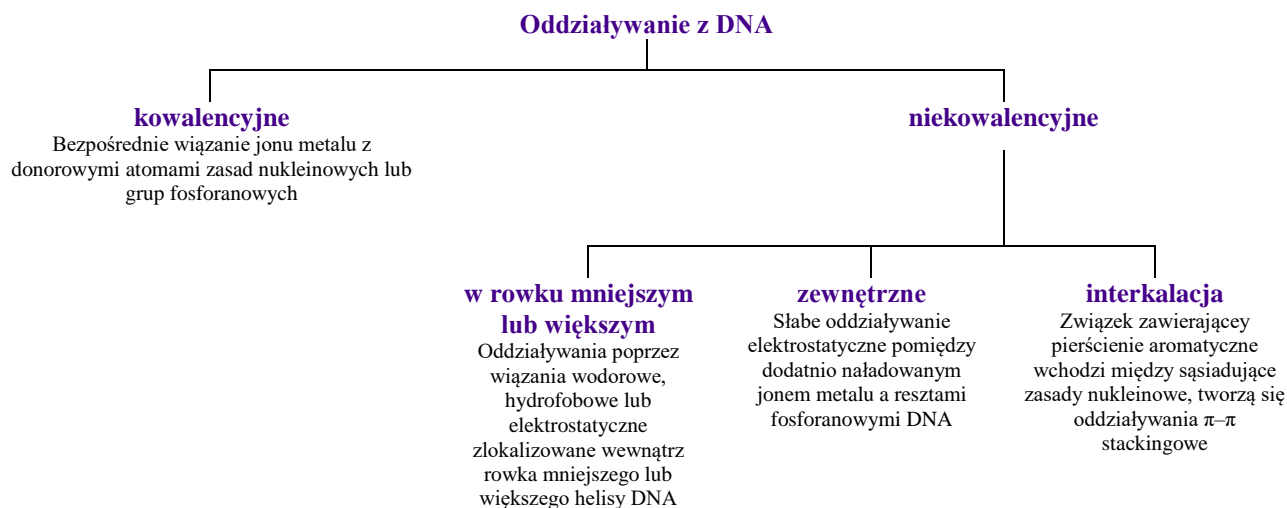 Oddziaływanie z DNA
kowalencyjne
Bezpośrednie wiązanie jonu metalu z
donorowymi atomami zasad nukleinowych lub
grup fosforanowych
niekowalencyjne
w rowku mniejszym
lub większym
Oddziaływania poprzez
wiązania wodorowe,
hydrofobowe lub
elektrostatyczne
zlokalizowane wewnątrz
rowka mniejszego lub
większego helisy DNA
zewnętrzne
Słabe oddziaływanie
elektrostatyczne pomiędzy
dodatnio naładowanym
jonem metalu a resztami
fosforanowymi DNA
interkalacja
Związek zawierającey
pierścienie aromatyczne
wchodzi między sąsiadujące
zasady nukleinowe, tworzą się
oddziaływania π–π
stackingowe